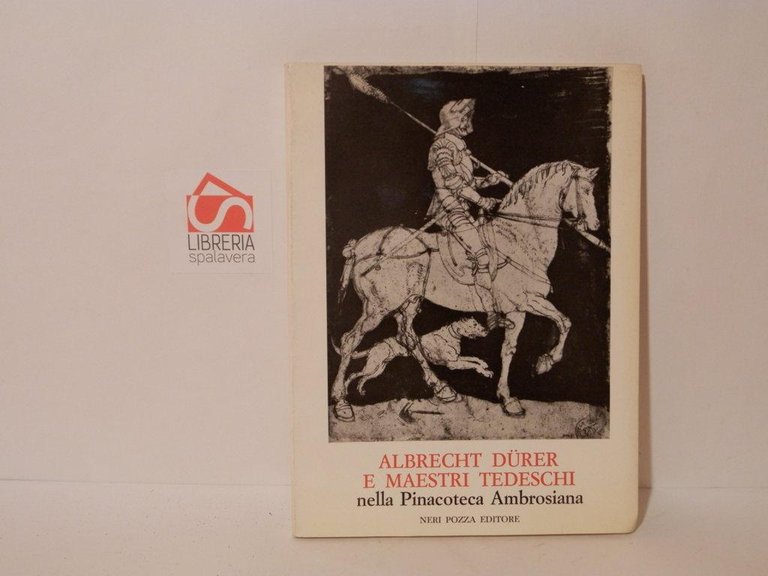 LIBRERIA
spalavera
ALBRECHT DÜRER
E MAESTRI TEDESCHI
nella Pinacoteca Ambrosiana
NERI POZZA EDITORE